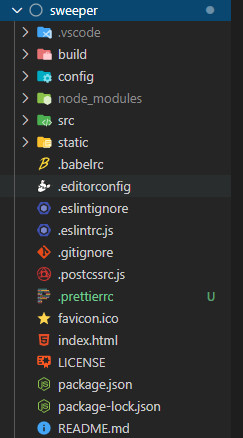 sweeper
.vscode
build
config
node_modules
src
static
.babelrc
.editorconfig
.eslintignore
.eslintrc.js
.gitignore
.postcssrc.js
.prettierrc U
favicon.ico
index.html
LICENSE
package.json
package-lock.json
README.md